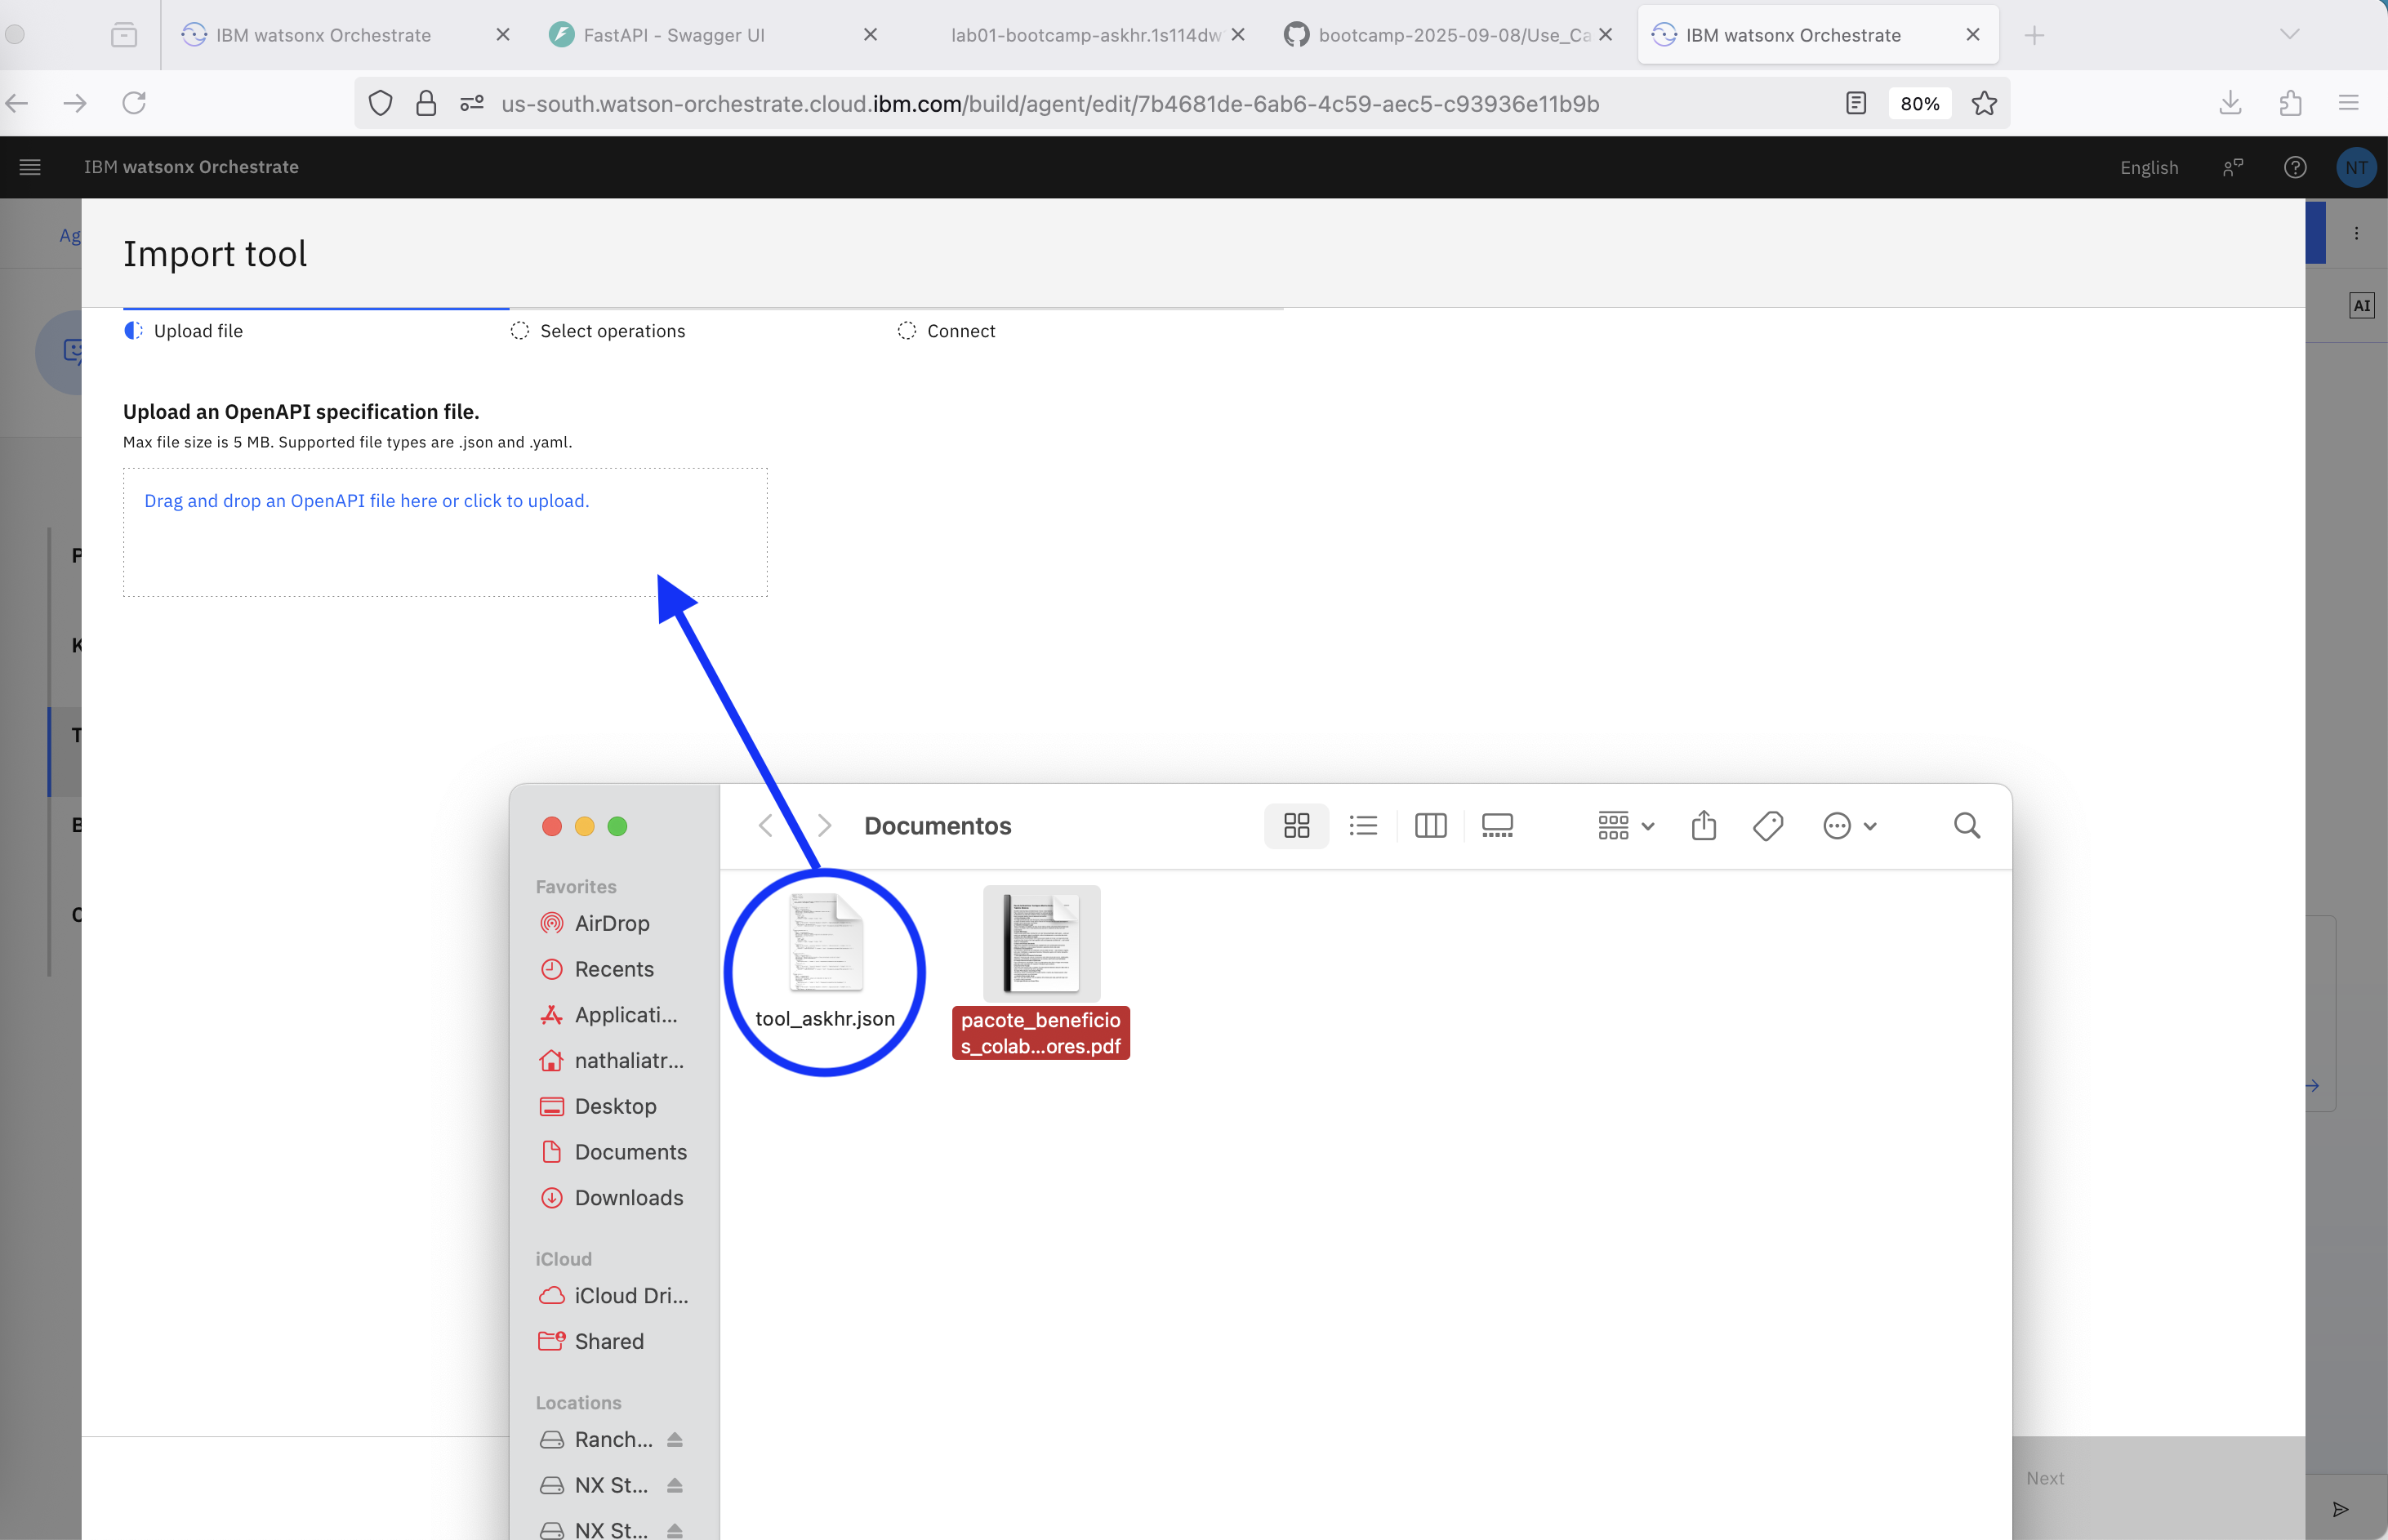 IBM watsonx Orchestrate
FastAPI - Swagger UI
lab01-bootcamp-askhr.1s114dw
bootcamp-2025-09-08/Use_Ca
IBM watsonx Orchestrate
us-south.watson-orchestrate.cloud.ibm.com/build/agent/edit/7b4681de-6ab6-4c59-aec5-c93936e11b9b
80%
IBM watsonx Orchestrate
English
NT
Ag
Import tool
AI
Upload file
Select operations
Connect
Upload an OpenAPI specification file.
Max file size is 5 MB. Supported file types are .json and .yaml.
Drag and drop an OpenAPI file here or click to upload.
P
K
T
B
Documentos
Favorites
AirDrop
Recents
Applicati...
nathaliatr...
Desktop
Documents
Downloads
iCloud
iCloud Dri...
Shared
Locations
Ranch...
NX St...
NX St...
tool_askhr.json
pacote_beneficio
s_colab...ores.pdf
Next